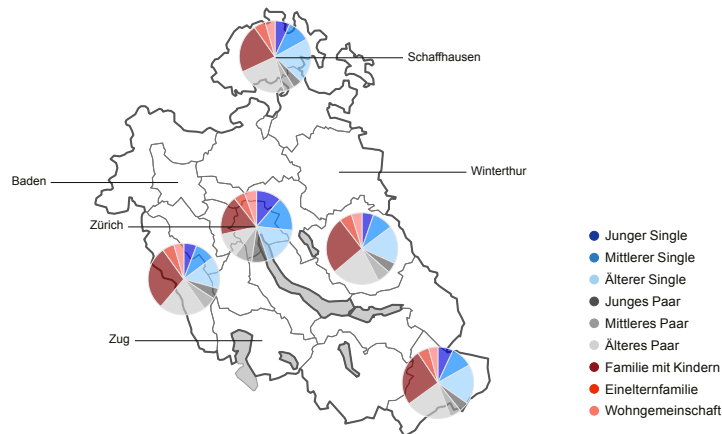 Schaffhausen
Winterthur
Baden
Zürich
Zug
Junger Single
Mittlerer Single
Älterer Single
Junges Paar
Mittleres Paar
Älteres Paar
Familie mit Kindern
Einelternfamilie
Wohngemeinschaft